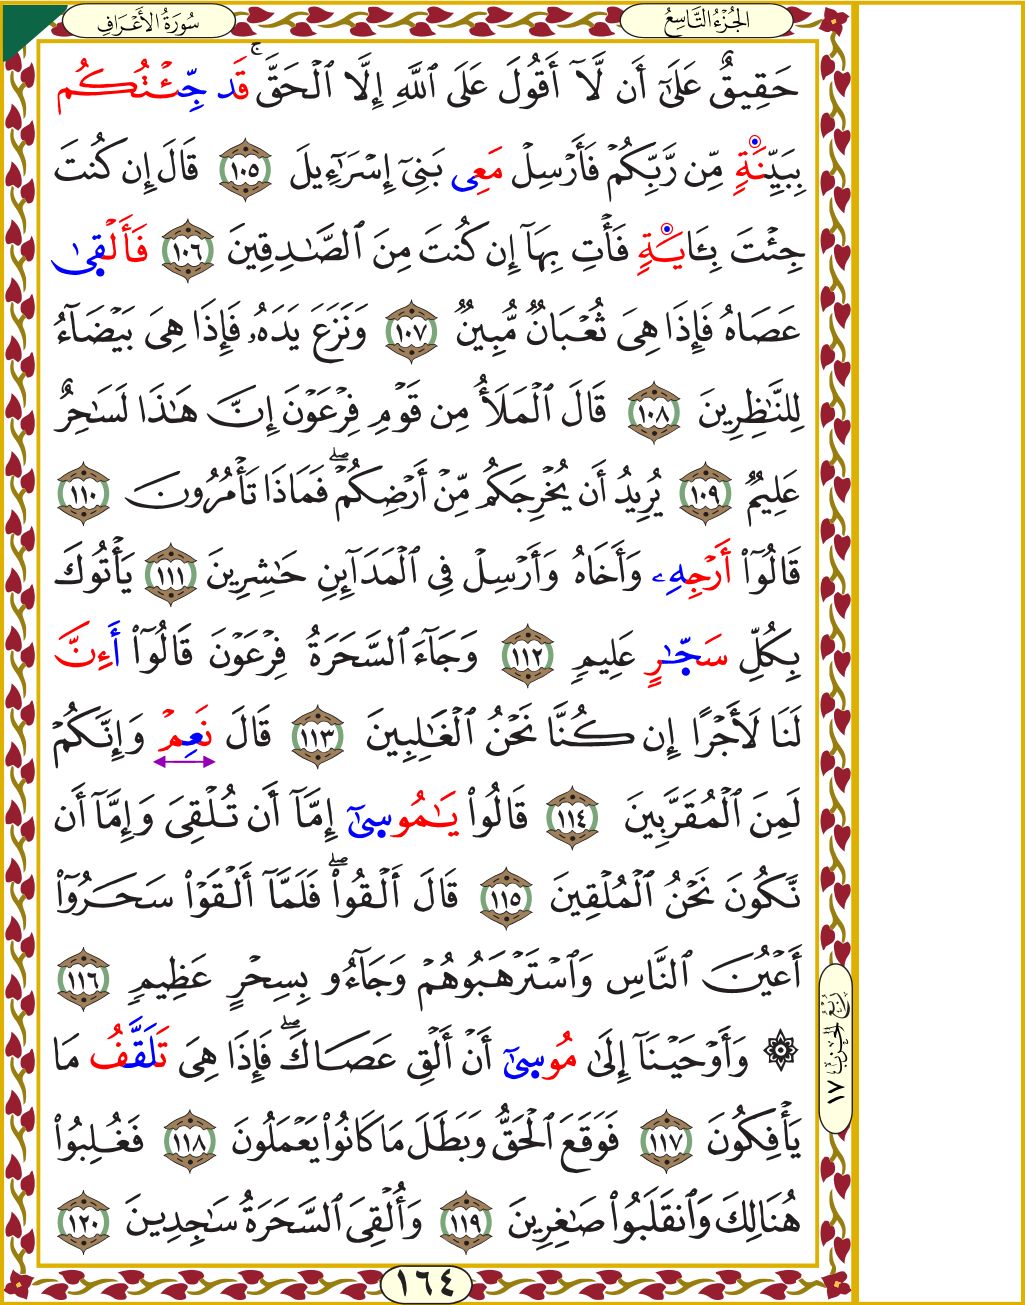 الجُزْءُ التَّاسِعُ
سُورَةُ الأَعْرَافِ
حَقِيقٌ عَلَىٰٓ أَن لَّآ أَقُولَ عَلَى ٱللَّهِ إِلَّا ٱلْحَقَّ ۚ قَد جِّئْتُكُم
بِبَيِّنَةٍ مِّن رَّبِّكُمْ فَأَرْسِلْ مَعِى بَنِىٓ إِسْرَٰٓءِيلَ ١٠٥ قَالَ إِن كُنتَ
جِئْتَ بِـَٔايَةٍ فَأْتِ بِهَآ إِن كُنتَ مِنَ ٱلصَّـٰدِقِينَ ١٠٦ فَأَلْقَىٰ
عَصَاهُ فَإِذَا هِىَ ثُعْبَانٌ مُّبِينٌ ١٠٧ وَنَزَعَ يَدَهُۥ فَإِذَا هِىَ بَيْضَآءُ
لِلنَّـٰظِرِينَ ١٠٨ قَالَ ٱلْمَلَأُ مِن قَوْمِ فِرْعَوْنَ إِنَّ هَـٰذَا لَسَـٰحِرٌ
عَلِيمٌ ١٠٩ يُرِيدُ أَن يُخْرِجَكُم مِّنْ أَرْضِكُمْ ۖ فَمَاذَا تَأْمُرُونَ ١١٠
قَالُوٓا۟ أَرْجِهِۦ وَأَخَاهُ وَأَرْسِلْ فِى ٱلْمَدَآئِنِ حَـٰشِرِينَ ١١١ يَأْتُوكَ
بِكُلِّ سَحَّـٰرٍ عَلِيمٍ ١١٢ وَجَآءَ ٱلسَّحَرَةُ فِرْعَوْنَ قَالُوٓا۟ أَءِنَّ
لَنَا لَأَجْرًا إِن كُنَّا نَحْنُ ٱلْغَـٰلِبِينَ ١١٣ قَالَ نَعِمْ وَإِنَّكُمْ
لَمِنَ ٱلْمُقَرَّبِينَ ١١٤ قَالُوا۟ يَـٰمُوسَىٰٓ إِمَّآ أَن تُلْقِىَ وَإِمَّآ أَن
نَّكُونَ نَحْنُ ٱلْمُلْقِينَ ١١٥ قَالَ أَلْقُوا۟ ۖ فَلَمَّآ أَلْقَوْا۟ سَحَرُوٓا۟
أَعْيُنَ ٱلنَّاسِ وَٱسْتَرْهَبُوهُمْ وَجَآءُو بِسِحْرٍ عَظِيمٍ ١١٦
۞ وَأَوْحَيْنَآ إِلَىٰ مُوسَىٰٓ أَنْ أَلْقِ عَصَاكَ ۖ فَإِذَا هِىَ تَلَقَّفُ مَا
يَأْفِكُونَ ١١٧ فَوَقَعَ ٱلْحَقُّ وَبَطَلَ مَا كَانُوا۟ يَعْمَلُونَ ١١٨ فَغُلِبُوا۟
هُنَالِكَ وَٱنقَلَبُوا۟ صَـٰغِرِينَ ١١٩ وَأُلْقِىَ ٱلسَّحَرَةُ سَـٰجِدِينَ ١٢٠
رُبْعُ الْحِزْبِ ١٧
١٦٤